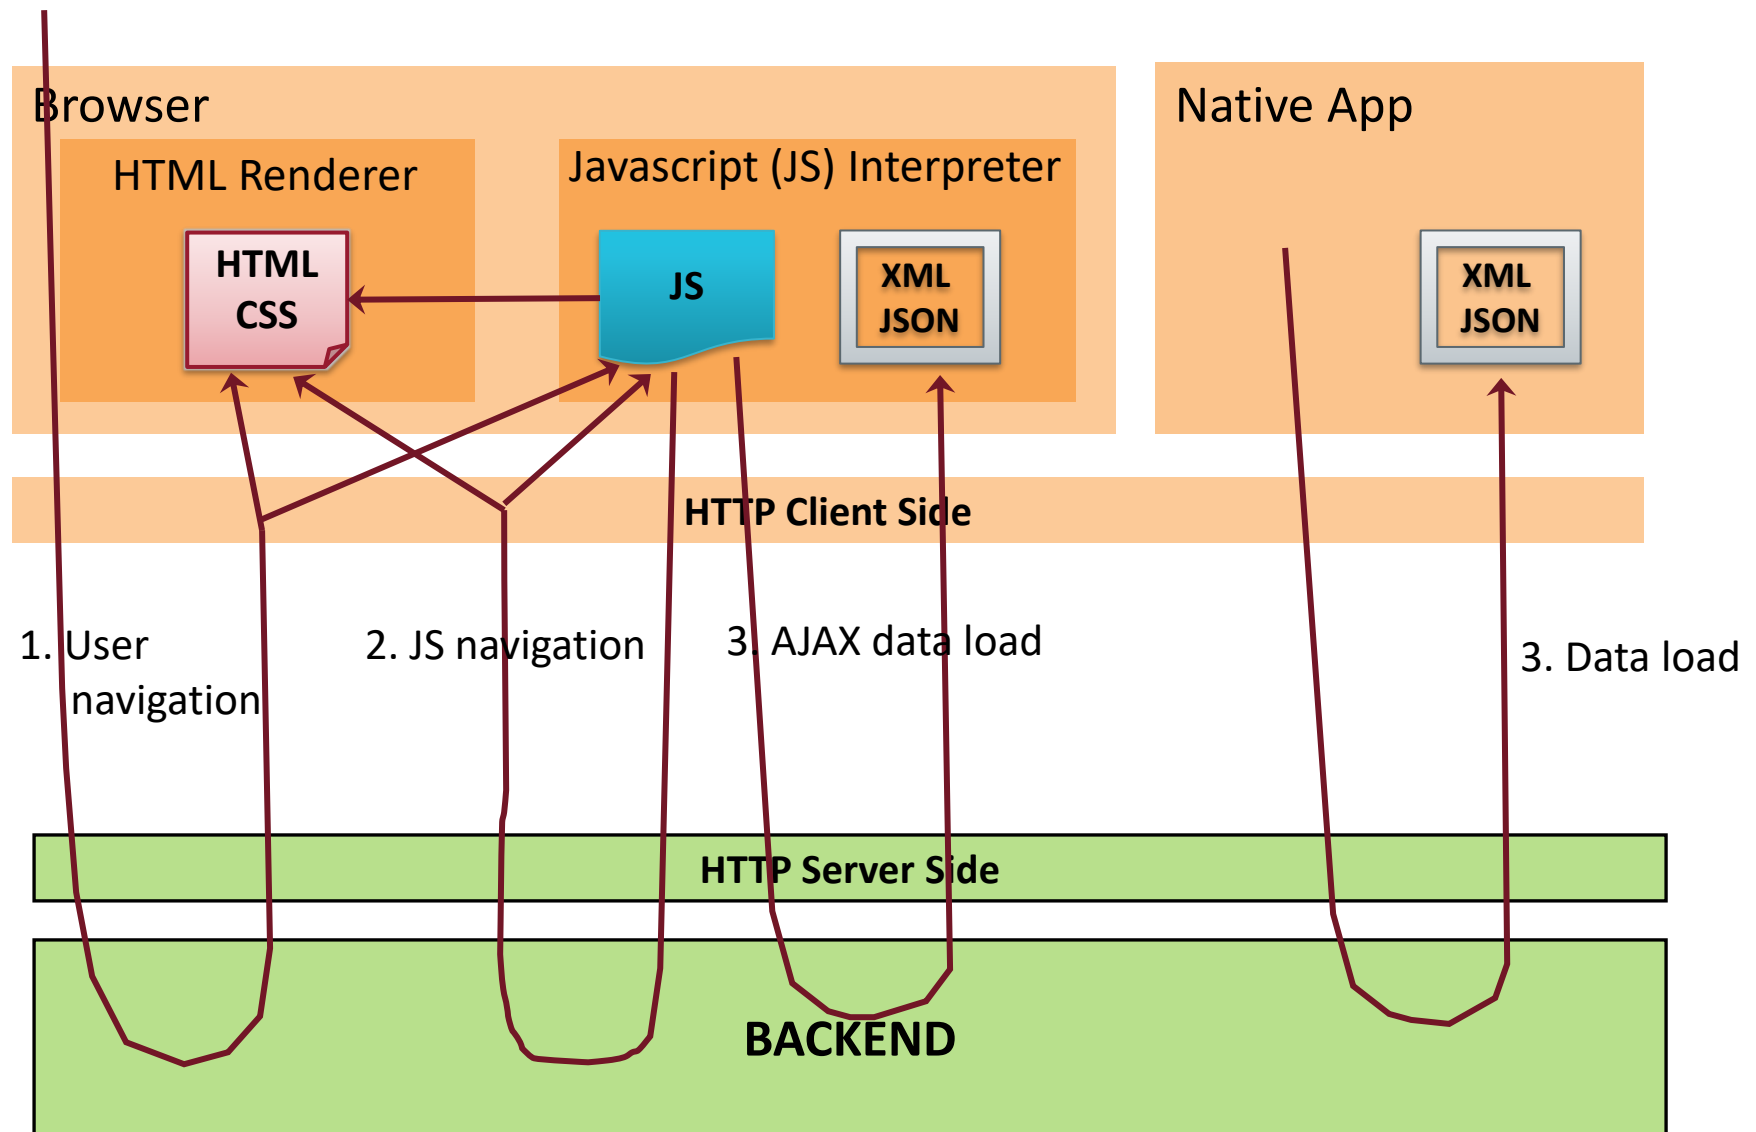 Browser
Native App
HTML Renderer
Javascript (JS) Interpreter
HTML
CSS
JS
XML
JSON
XML
JSON
HTTP Client Side
1. User
navigation
2. JS navigation
3. AJAX data load
3. Data load
HTTP Server Side
BACKEND